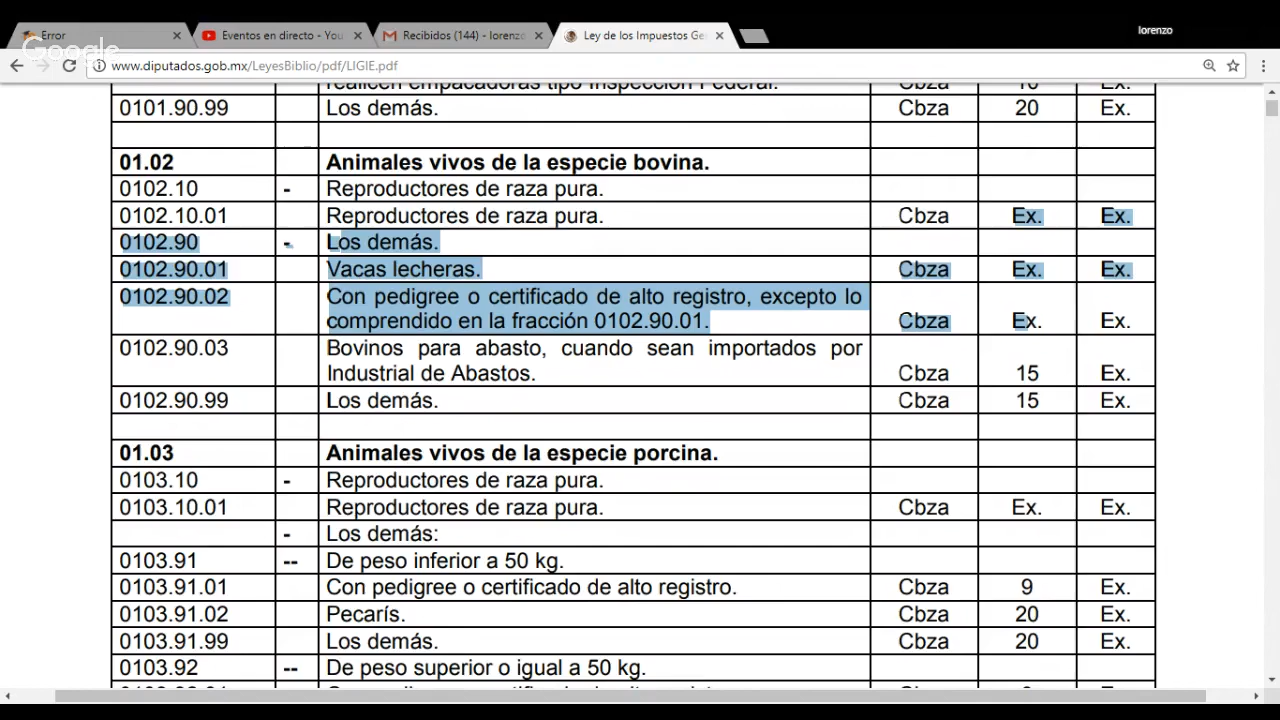 lorenzo
Error
Eventos en directo - You
Recibidos (144) - lorenzo
Ley de los Impuestos Ge
Google
www.diputados.gob.mx/LeyesBiblio/pdf/LIGIE.pdf
realicen empacadoras tipo Inspección Federal. Cbza 10 Ex.
0101.90.99 Los demás. Cbza 20 Ex.
01.02 Animales vivos de la especie bovina.
0102.10 - Reproductores de raza pura.
0102.10.01 Reproductores de raza pura. Cbza Ex. Ex.
0102.90 - Los demás.
0102.90.01 Vacas lecheras. Cbza Ex. Ex.
0102.90.02 Con pedigree o certificado de alto registro, excepto lo
comprendido en la fracción 0102.90.01. Cbza Ex. Ex.
0102.90.03 Bovinos para abasto, cuando sean importados por
Industrial de Abastos. Cbza 15 Ex.
0102.90.99 Los demás. Cbza 15 Ex.
01.03 Animales vivos de la especie porcina.
0103.10 - Reproductores de raza pura.
0103.10.01 Reproductores de raza pura. Cbza Ex. Ex.
- Los demás:
0103.91 -- De peso inferior a 50 kg.
0103.91.01 Con pedigree o certificado de alto registro. Cbza 9 Ex.
0103.91.02 Pecarís. Cbza 20 Ex.
0103.91.99 Los demás. Cbza 20 Ex.
0103.92 -- De peso superior o igual a 50 kg.